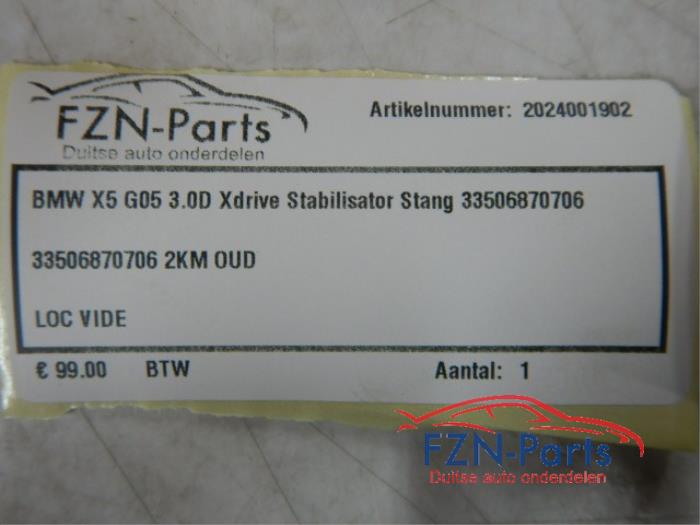 FZN-Parts
Duitse auto onderdelen
Artikelnummer: 2024001902
BMW X5 G05 3.0D Xdrive Stabilisator Stang 33506870706
33506870706 2KM OUD
LOC VIDE
€ 99.00 BTW Aantal: 1
FZN-Parts
Duitse auto onderdelen